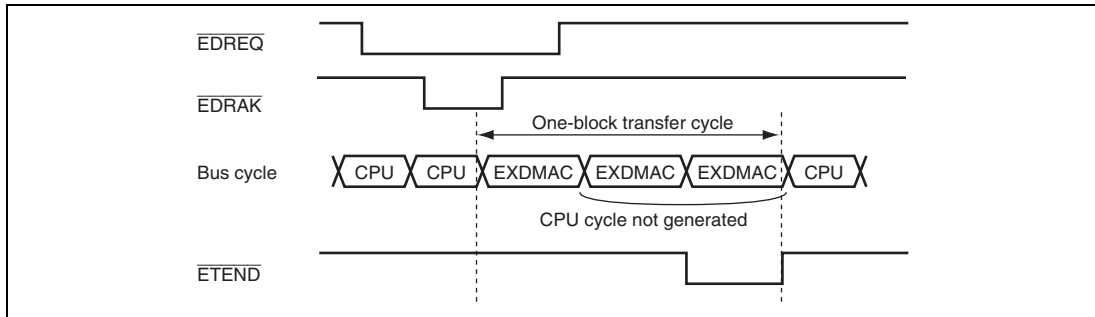 EDREQ
EDRAK
One-block transfer cycle
Bus cycle CPU CPU EXDMAC EXDMAC EXDMAC CPU
CPU cycle not generated
ETEND